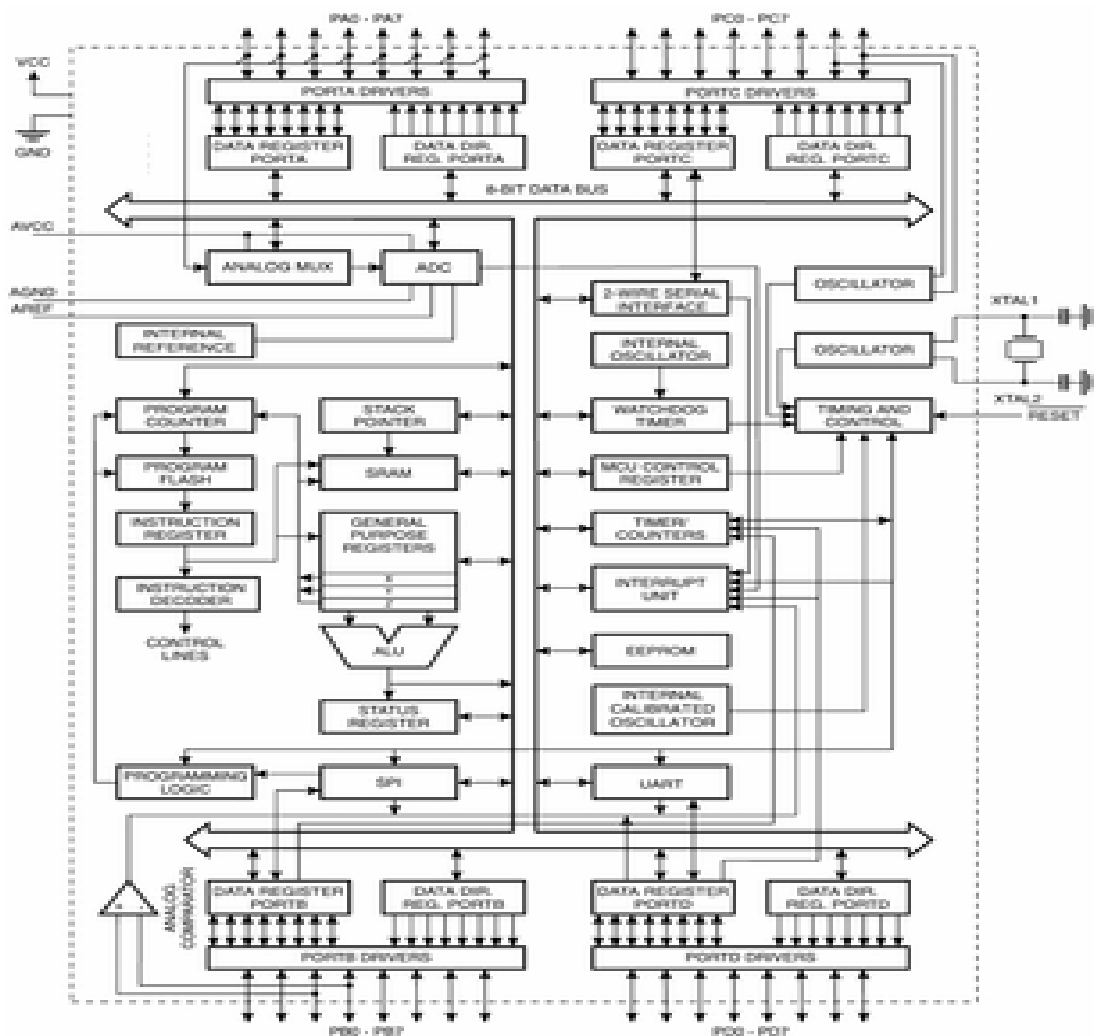 PA0 - PA7
PC0 - PC7
VCC
GND
PORTA DRIVERS
PORTC DRIVERS
DATA REGISTER
PORTA
DATA DIR.
REG. PORTA
DATA REGISTER
PORTC
DATA DIR.
REG. PORTC
8-BIT DATA BUS
AVCC
ANALOG MUX
ADC
AGND
AREF
2-WIRE SERIAL
INTERFACE
OSCILLATOR
XTAL1
INTERNAL
REFERENCE
INTERNAL
OSCILLATOR
OSCILLATOR
XTAL2
RESET
PROGRAM
COUNTER
STACK
POINTER
WATCHDOG
TIMER
TIMING AND
CONTROL
PROGRAM
FLASH
SRAM
MCU CONTROL
REGISTER
INSTRUCTION
REGISTER
GENERAL
PURPOSE
REGISTERS
TIMER/
COUNTERS
X
Y
Z
INSTRUCTION
DECODER
INTERRUPT
UNIT
CONTROL
LINES
ALU
EEPROM
STATUS
REGISTER
INTERNAL
CALIBRATED
OSCILLATOR
PROGRAMMING
LOGIC
SPI
UART
ANALOG
COMPARATOR
DATA REGISTER
PORTB
DATA DIR.
REG. PORTB
DATA REGISTER
PORTD
DATA DIR.
REG. PORTD
PORTB DRIVERS
PORTD DRIVERS
PB0 - PB7
PD0 - PD7